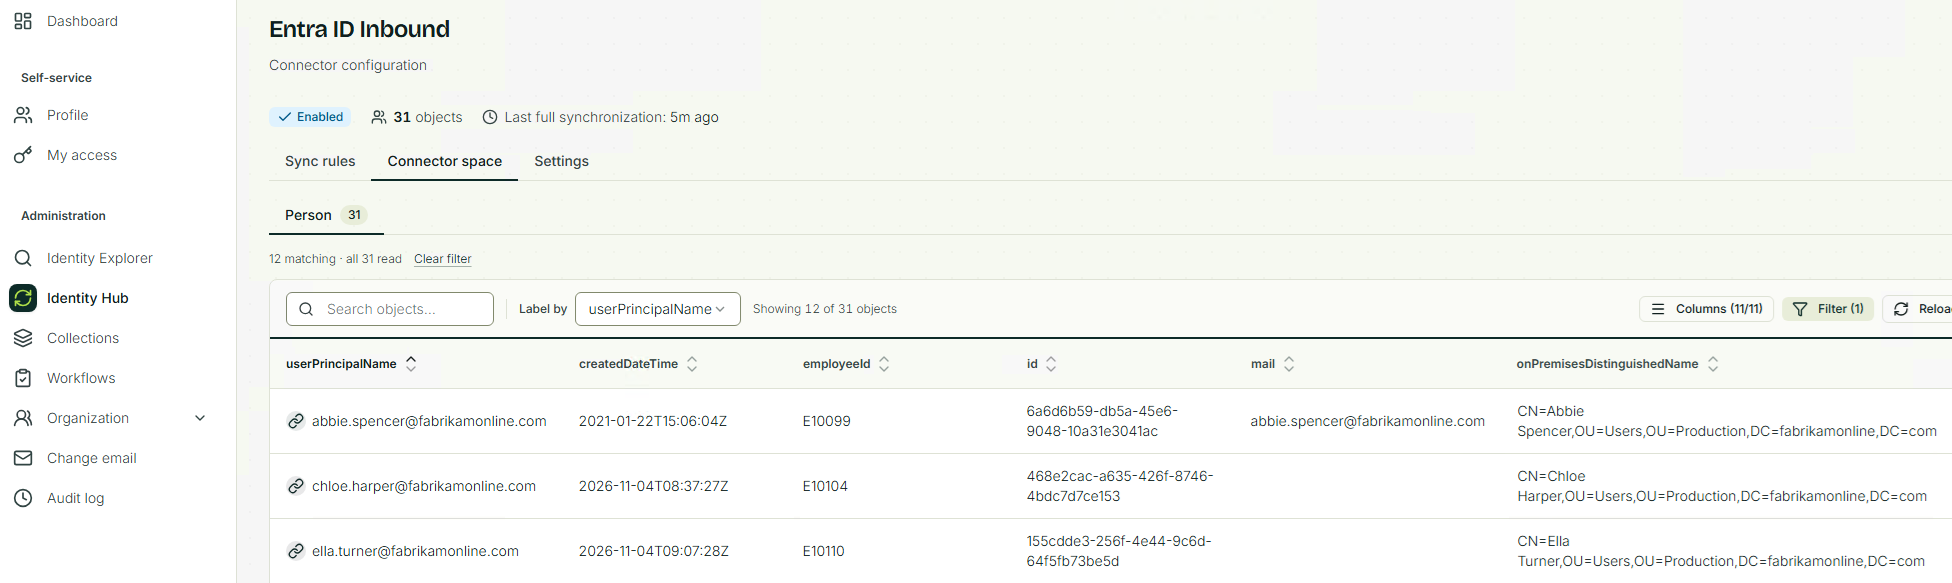 Dashboard
Self-service
Profile
My access
Administration
Identity Explorer
Identity Hub
Collections
Workflows
Organization
Change email
Audit log
Entra ID Inbound
Connector configuration
Enabled 31 objects Last full synchronization: 5m ago
Sync rules Connector space Settings
Person 31
12 matching · all 31 read Clear filter
Search objects... Label by userPrincipalName Showing 12 of 31 objects Columns (11/11) Filter (1)
userPrincipalName createdDateTime employeeId id mail onPremisesDistinguishedName
abbie.spencer@fabrikamonline.com 2021-01-22T15:06:04Z E10099 6a6d6b59-db5a-45e6-
9048-10a31e3041ac abbie.spencer@fabrikamonline.com CN=Abbie
Spencer,OU=Users,OU=Production,DC=fabrikamonline,DC=com
chloe.harper@fabrikamonline.com 2026-11-04T08:37:27Z E10104 468e2cac-a635-426f-8746-
4bdc7d7ce153 CN=Chloe
Harper,OU=Users,OU=Production,DC=fabrikamonline,DC=com
ella.turner@fabrikamonline.com 2026-11-04T09:07:28Z E10110 155cdde3-256f-4e44-9c6d-
64f5fb73be5d CN=Ella
Turner,OU=Users,OU=Production,DC=fabrikamonline,DC=com